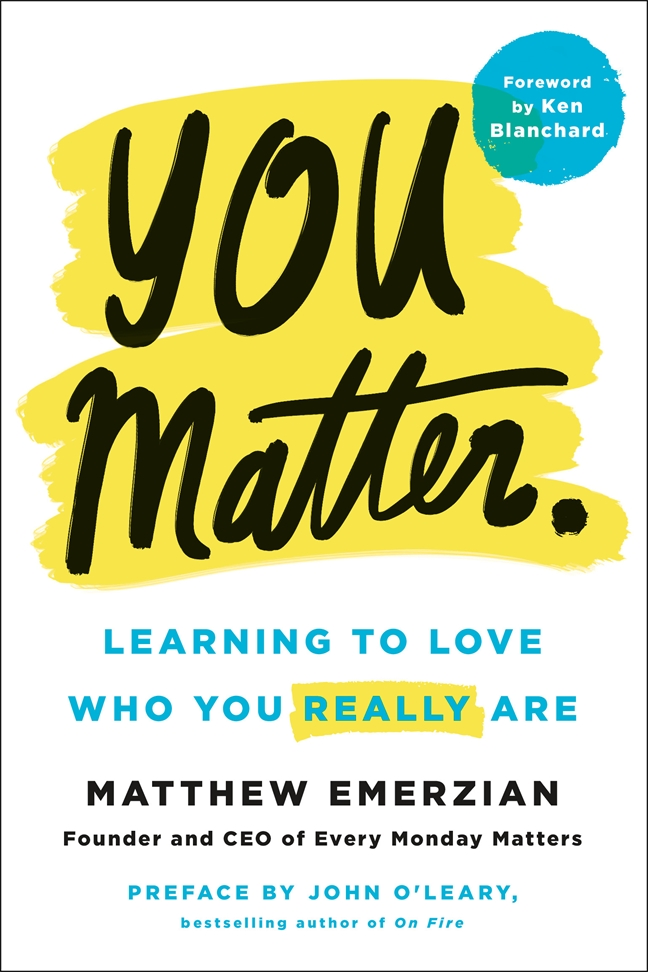 Foreword
by Ken
Blanchard
YOU
Matter.
LEARNING TO LOVE
WHO YOU REALLY ARE
MATTHEW EMERZIAN
Founder and CEO of Every Monday Matters
PREFACE BY JOHN O'LEARY,
bestselling author of On Fire